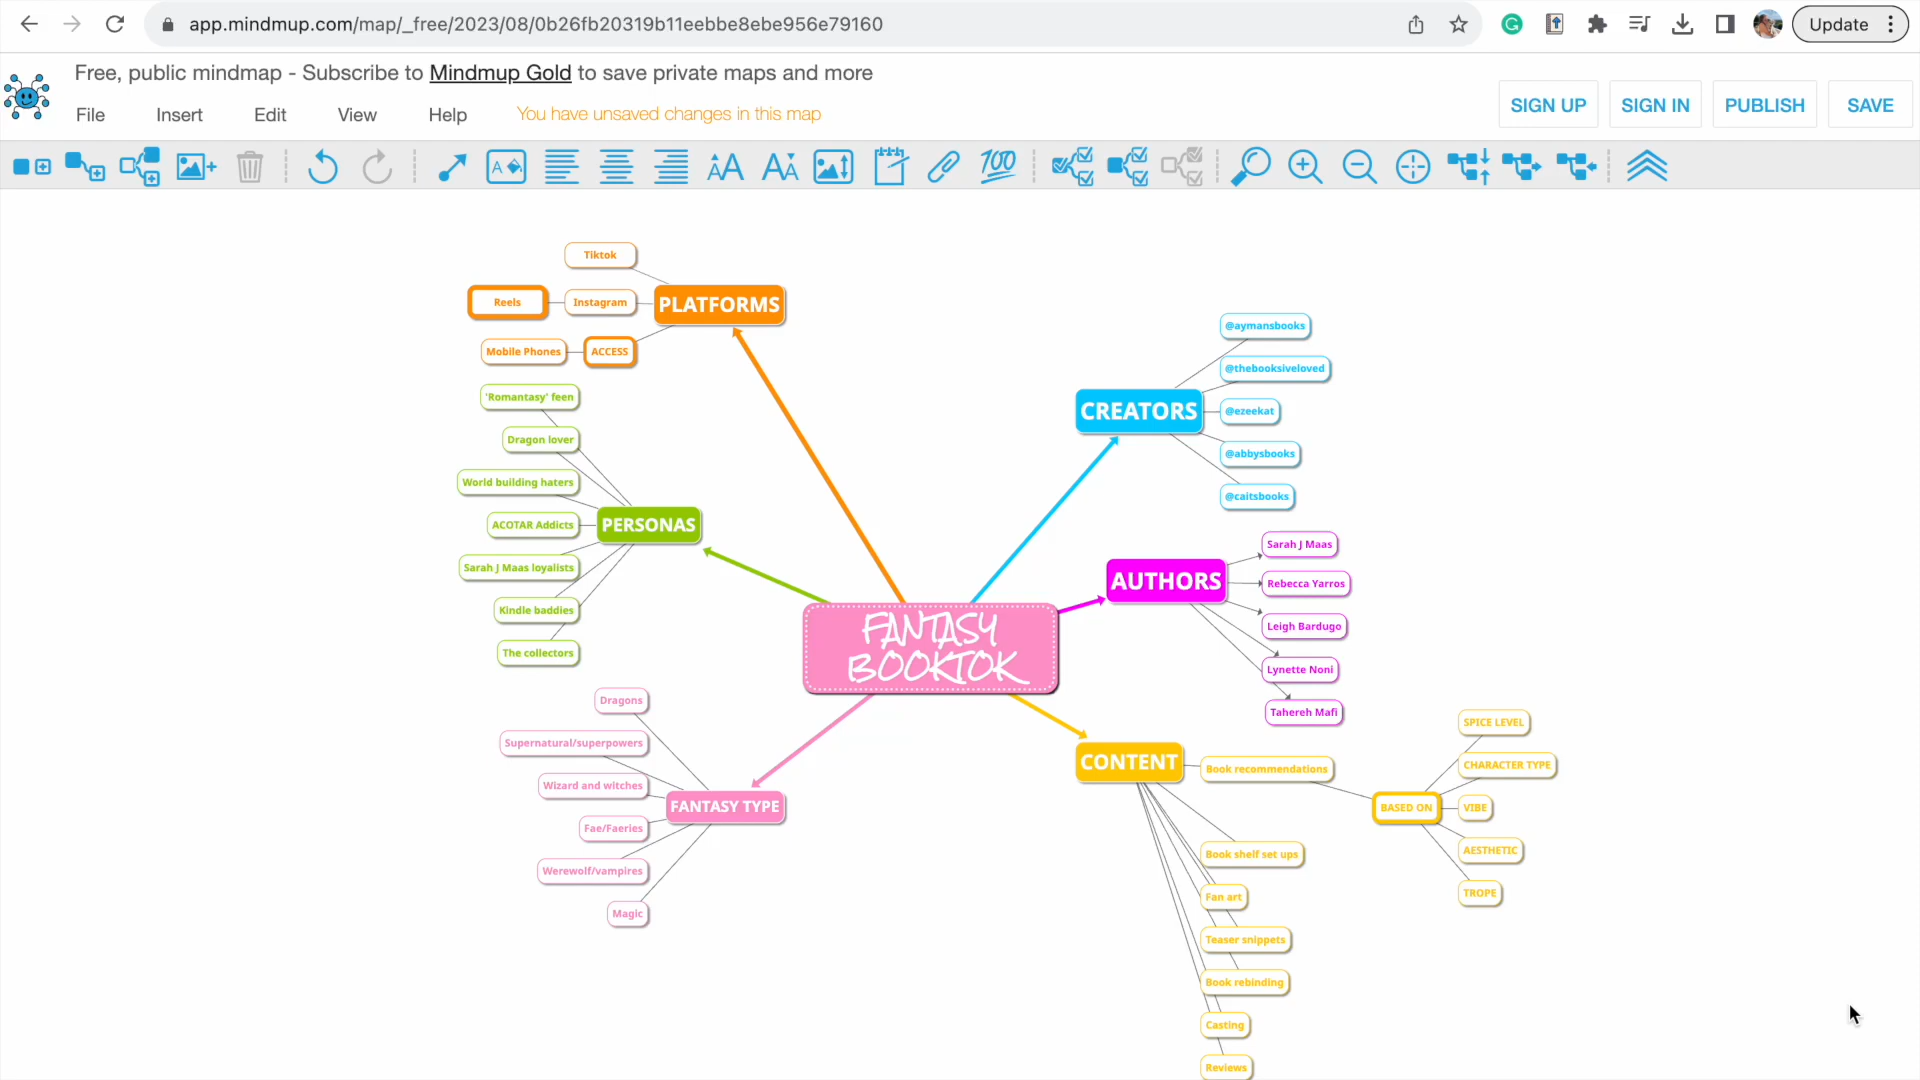 app.mindmup.com/map/_free/2023/08/0b26fb20319b11eebbe8ebe956e79160
Update
Free, public mindmap - Subscribe to Mindmup Gold to save private maps and more
File Insert Edit View Help You have unsaved changes in this map
SIGN UP SIGN IN PUBLISH SAVE
A
AA
AA
100
Tiktok
PLATFORMS
Reels
Instagram
Mobile Phones
ACCESS
'Romantasy' feen
Dragon lover
World building haters
ACOTAR Addicts
PERSONAS
Sarah J Maas loyalists
Kindle baddies
The collectors
@aymansbooks
@thebooksiveloved
CREATORS
@ezeekat
@abbysbooks
@caitsbooks
Sarah J Maas
AUTHORS
Rebecca Yarros
Leigh Bardugo
Lynette Noni
Tahereh Mafi
FANTASY
BOOKTOK
Dragons
Supernatural/superpowers
Wizard and witches
FANTASY TYPE
Fae/Faeries
Werewolf/vampires
Magic
CONTENT
Book recommendations
SPICE LEVEL
CHARACTER TYPE
BASED ON
VIBE
AESTHETIC
TROPE
Book shelf set ups
Fan art
Teaser snippets
Book rebinding
Casting
Reviews